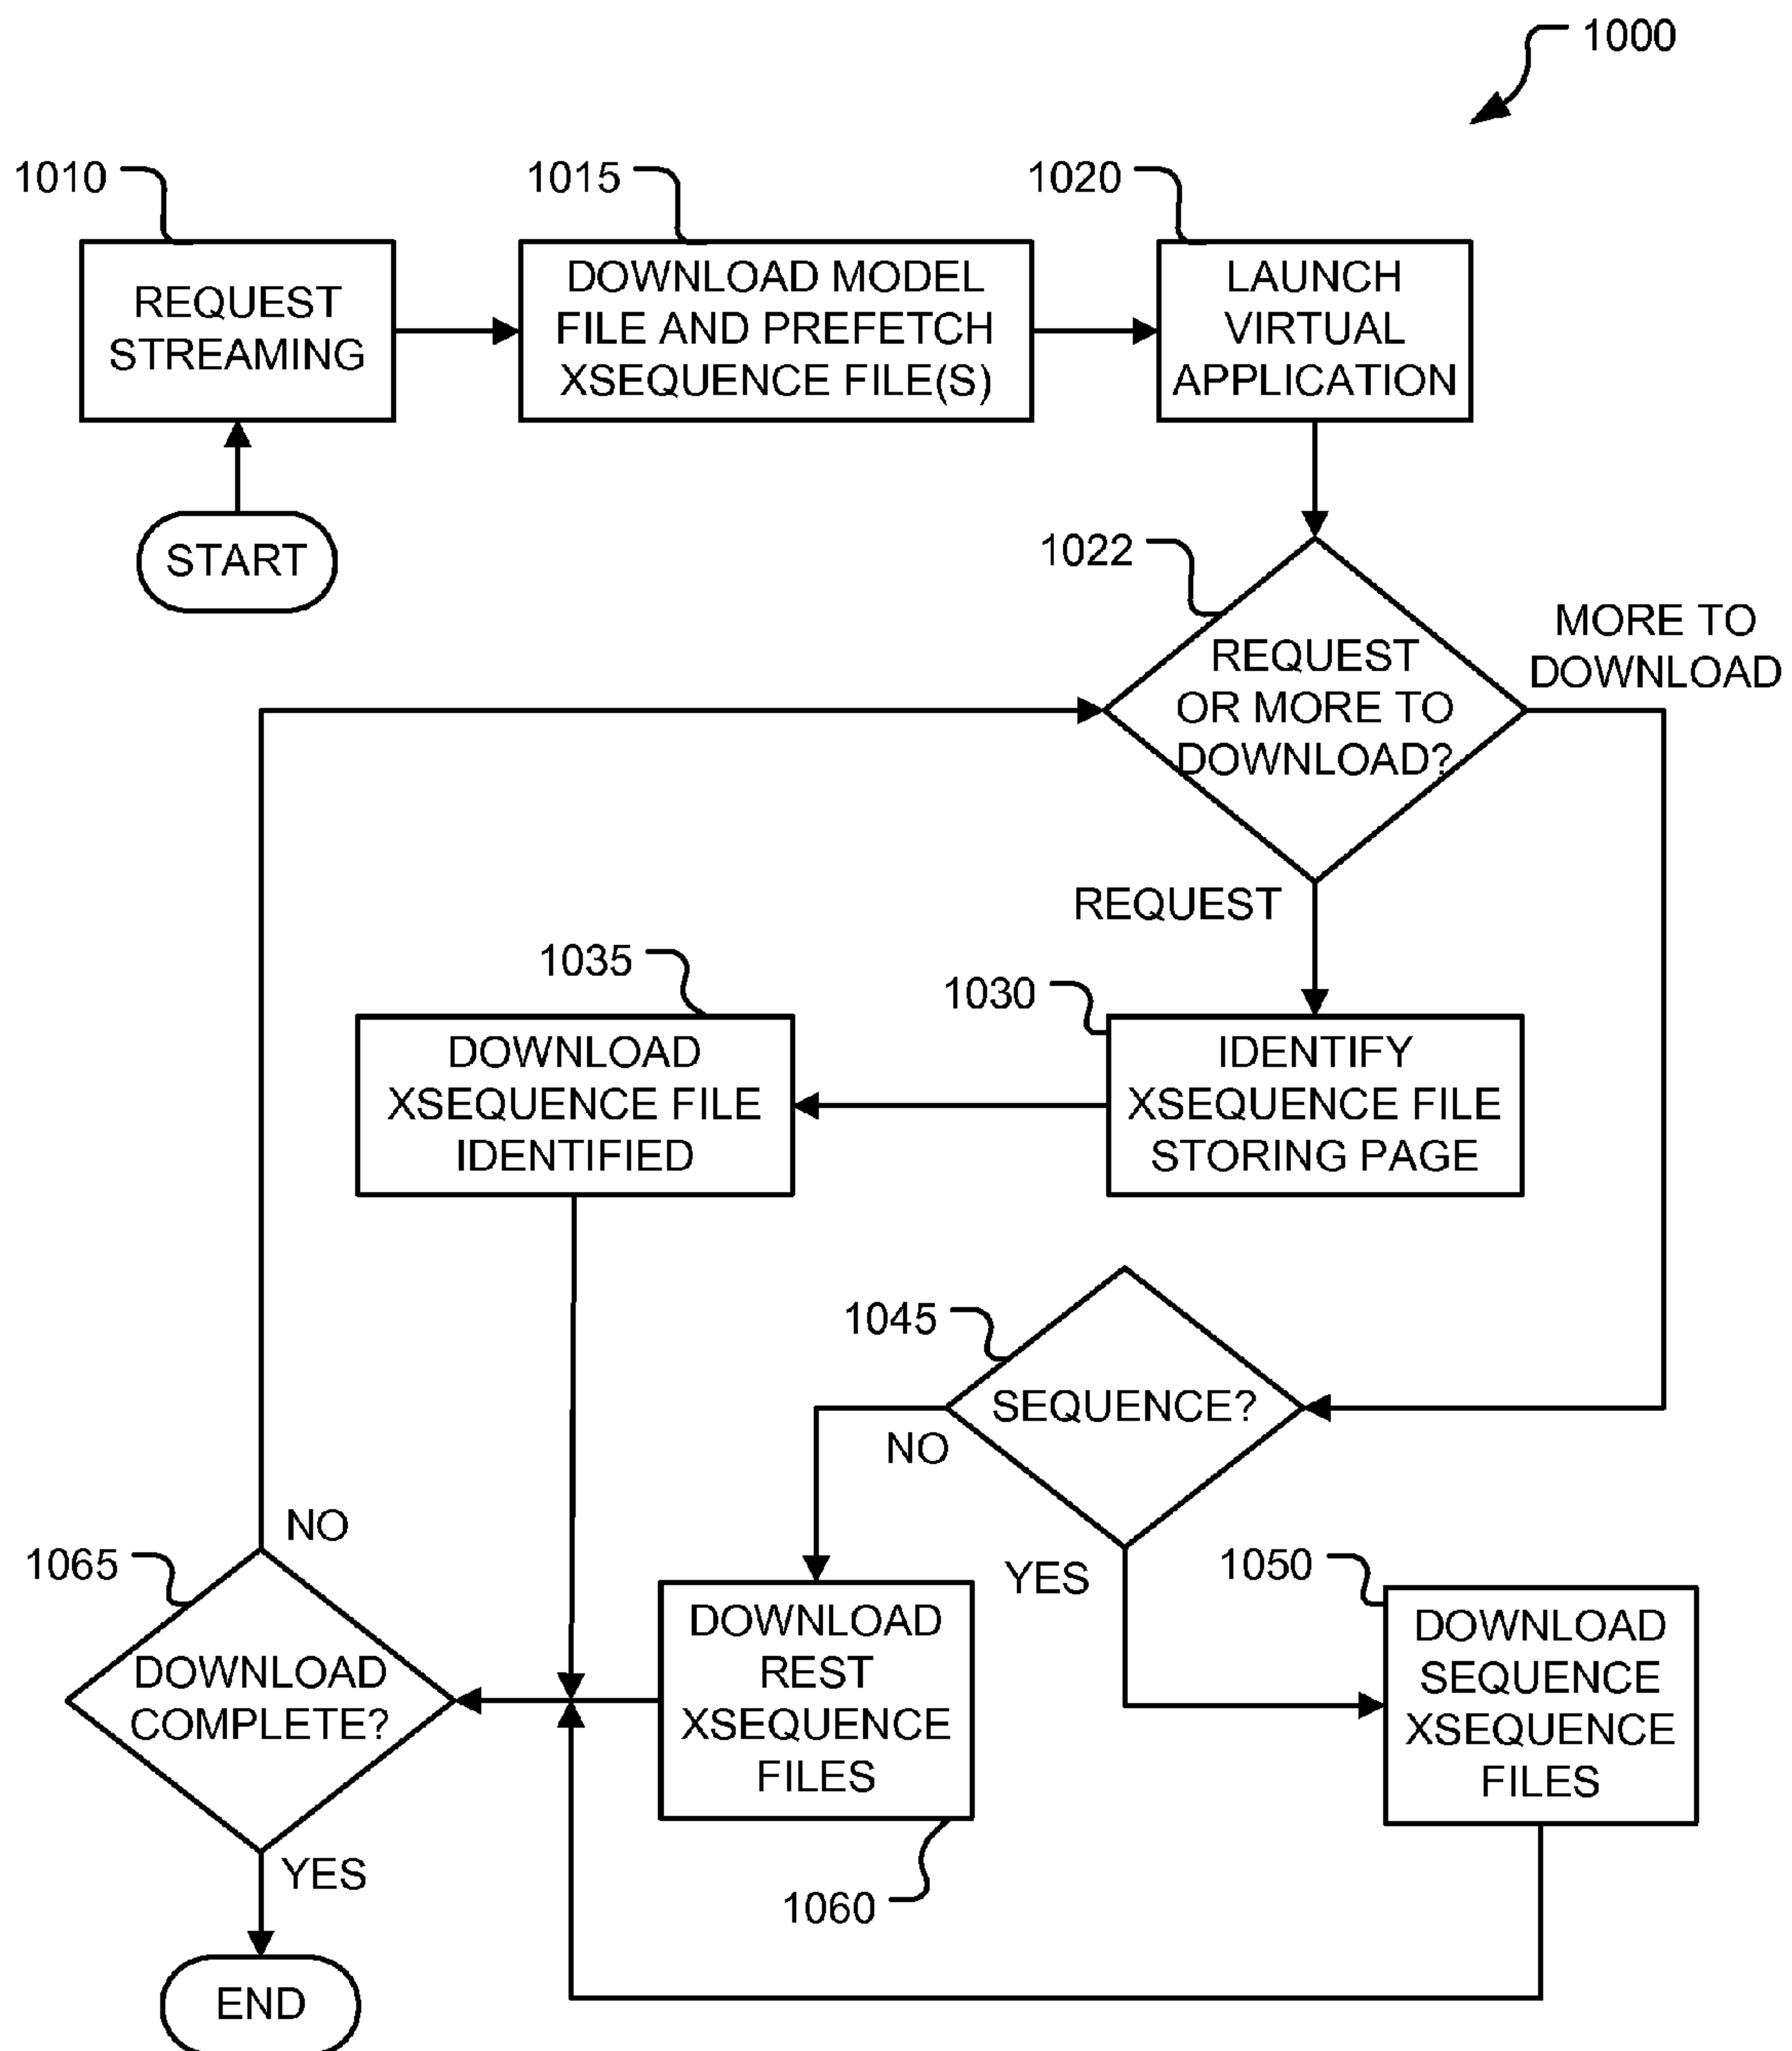 1000
1010
1015
1020
REQUEST
STREAMING
DOWNLOAD MODEL
FILE AND PREFETCH
XSEQUENCE FILE(S)
LAUNCH
VIRTUAL
APPLICATION
START
1022
REQUEST
OR MORE TO
DOWNLOAD?
MORE TO
DOWNLOAD
REQUEST
1035
1030
DOWNLOAD
XSEQUENCE FILE
IDENTIFIED
IDENTIFY
XSEQUENCE FILE
STORING PAGE
1045
SEQUENCE?
NO
YES
NO
1065
DOWNLOAD
COMPLETE?
YES
DOWNLOAD
REST
XSEQUENCE
FILES
1060
1050
DOWNLOAD
SEQUENCE
XSEQUENCE
FILES
END